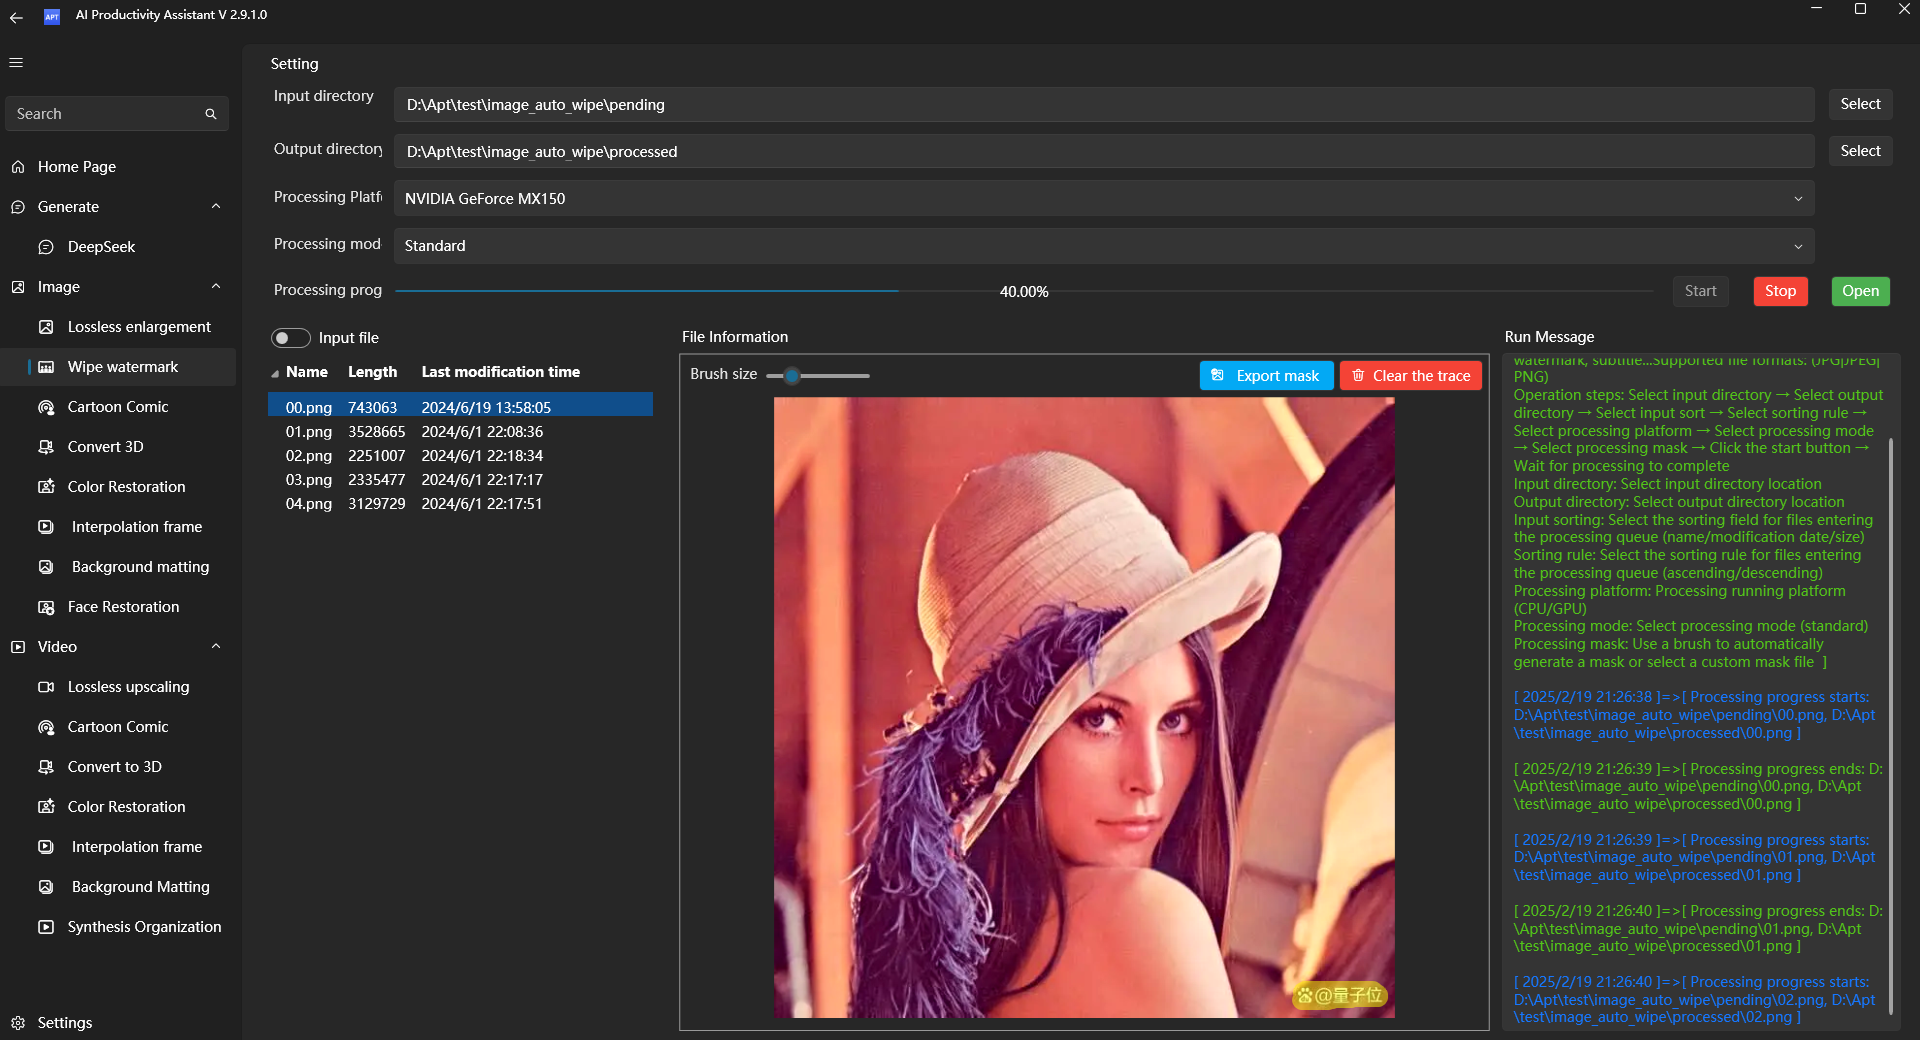 AI Productivity Assistant V 2.9.1.0
Search
Home Page
Generate
DeepSeek
Image
Lossless enlargement
Wipe watermark
Cartoon Comic
Convert 3D
Color Restoration
Interpolation frame
Background matting
Face Restoration
Video
Lossless upscaling
Cartoon Comic
Convert to 3D
Color Restoration
Interpolation frame
Background Matting
Synthesis Organization
Settings
Setting
Input directory D:\Apt\test\image_auto_wipe\pending Select
Output directory D:\Apt\test\image_auto_wipe\processed Select
Processing Platf NVIDIA GeForce MX150
Processing mod Standard
Processing prog 40.00% Start Stop Open
Input file
Name Length Last modification time
00.png 743063 2024/6/19 13:58:05
01.png 3528665 2024/6/1 22:08:36
02.png 2251007 2024/6/1 22:18:34
03.png 2335477 2024/6/1 22:17:17
04.png 3129729 2024/6/1 22:17:51
File Information
Brush size Export mask Clear the trace
@量子位
Run Message
watermark, subtitle...Supported file formats: (JPG|JPEG|
PNG)
Operation steps: Select input directory → Select output
directory → Select input sort → Select sorting rule →
Select processing platform → Select processing mode
→ Select processing mask → Click the start button →
Wait for processing to complete
Input directory: Select input directory location
Output directory: Select output directory location
Input sorting: Select the sorting field for files entering
the processing queue (name/modification date/size)
Sorting rule: Select the sorting rule for files entering
the processing queue (ascending/descending)
Processing platform: Processing running platform
(CPU/GPU)
Processing mode: Select processing mode (standard)
Processing mask: Use a brush to automatically
generate a mask or select a custom mask file ]
[ 2025/2/19 21:26:38 ]=>[ Processing progress starts:
D:\Apt\test\image_auto_wipe\pending\00.png, D:\Apt
\test\image_auto_wipe\processed\00.png ]
[ 2025/2/19 21:26:39 ]=>[ Processing progress ends: D:
\Apt\test\image_auto_wipe\pending\00.png, D:\Apt
\test\image_auto_wipe\processed\00.png ]
[ 2025/2/19 21:26:39 ]=>[ Processing progress starts:
D:\Apt\test\image_auto_wipe\pending\01.png, D:\Apt
\test\image_auto_wipe\processed\01.png ]
[ 2025/2/19 21:26:40 ]=>[ Processing progress ends: D:
\Apt\test\image_auto_wipe\pending\01.png, D:\Apt
\test\image_auto_wipe\processed\01.png ]
[ 2025/2/19 21:26:40 ]=>[ Processing progress starts:
D:\Apt\test\image_auto_wipe\pending\02.png, D:\Apt
\test\image_auto_wipe\processed\02.png ]